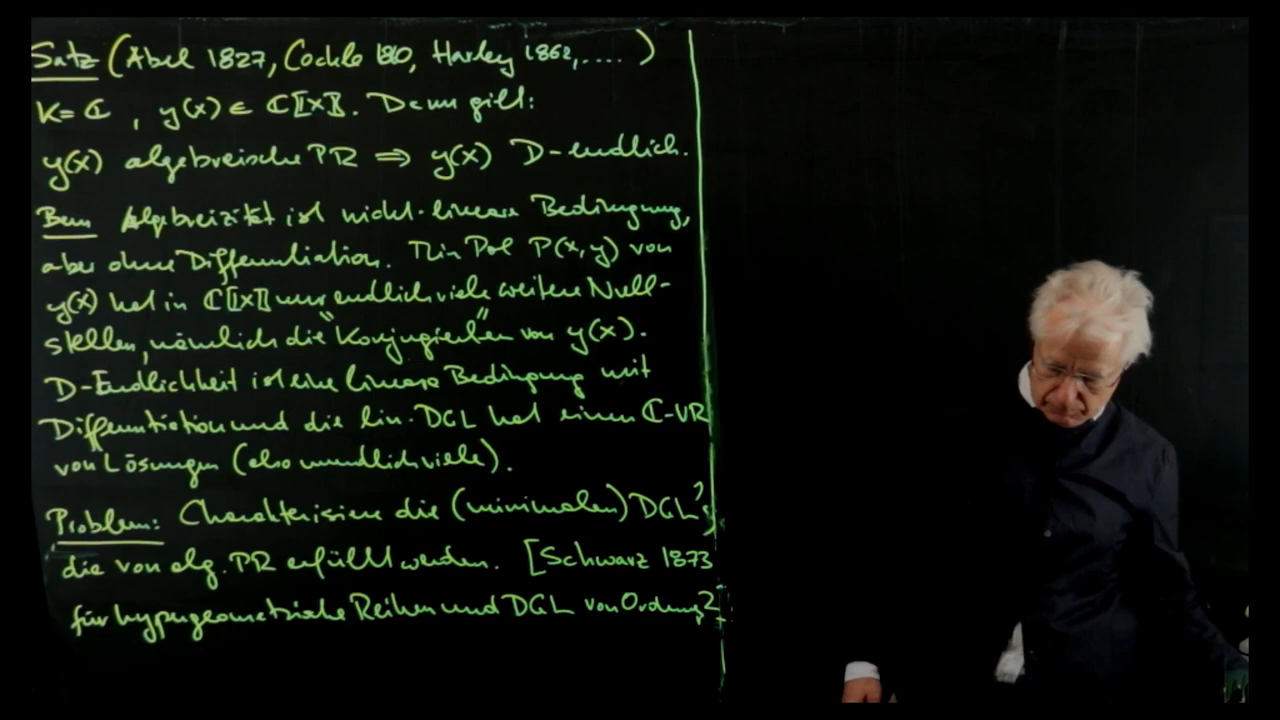 Satz (Abel 1827, Cockle 1860, Harley 1862, .... )
K = ℂ , y(x) ∈ ℂ⟦x⟧. Dann gilt:
y(x) algebraische PR ⇒ y(x) D-endlich.
Bem Algebraizität ist nicht-lineare Bedingung,
aber ohne Differentiation. Min Pol P(x,y) von
y(x) hat in ℂ⟦x⟧ nur endlich viele weitere Null-
stellen, nämlich die "Konjugierten" von y(x).
D-Endlichkeit ist eine lineare Bedingung mit
Differentiation und die lin. DGL hat einen ℂ-VR
von Lösungen (also unendlich viele).
Problem: Charakterisiere die (minimalen) DGL,
die von alg. PR erfüllt werden. [Schwarz 1873
für hypergeometrische Reihen und DGL von Ordnung 2